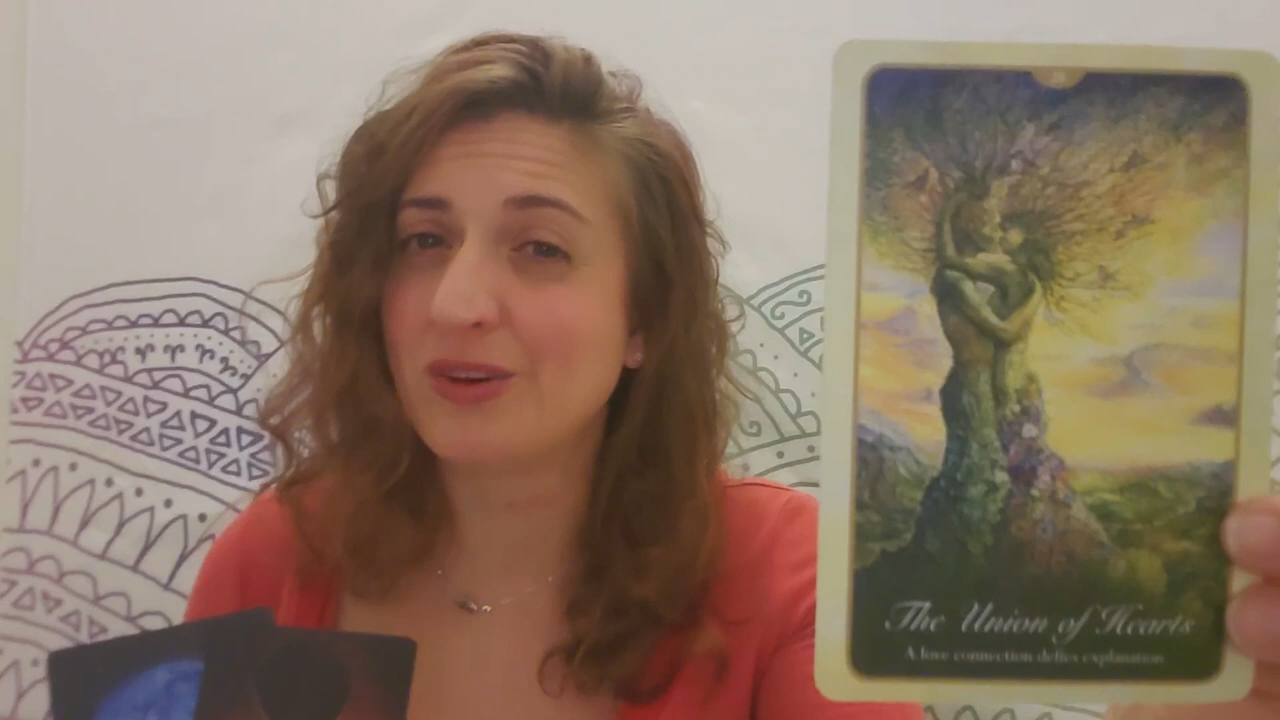 The Union of Hearts
A love connection defies explanation.